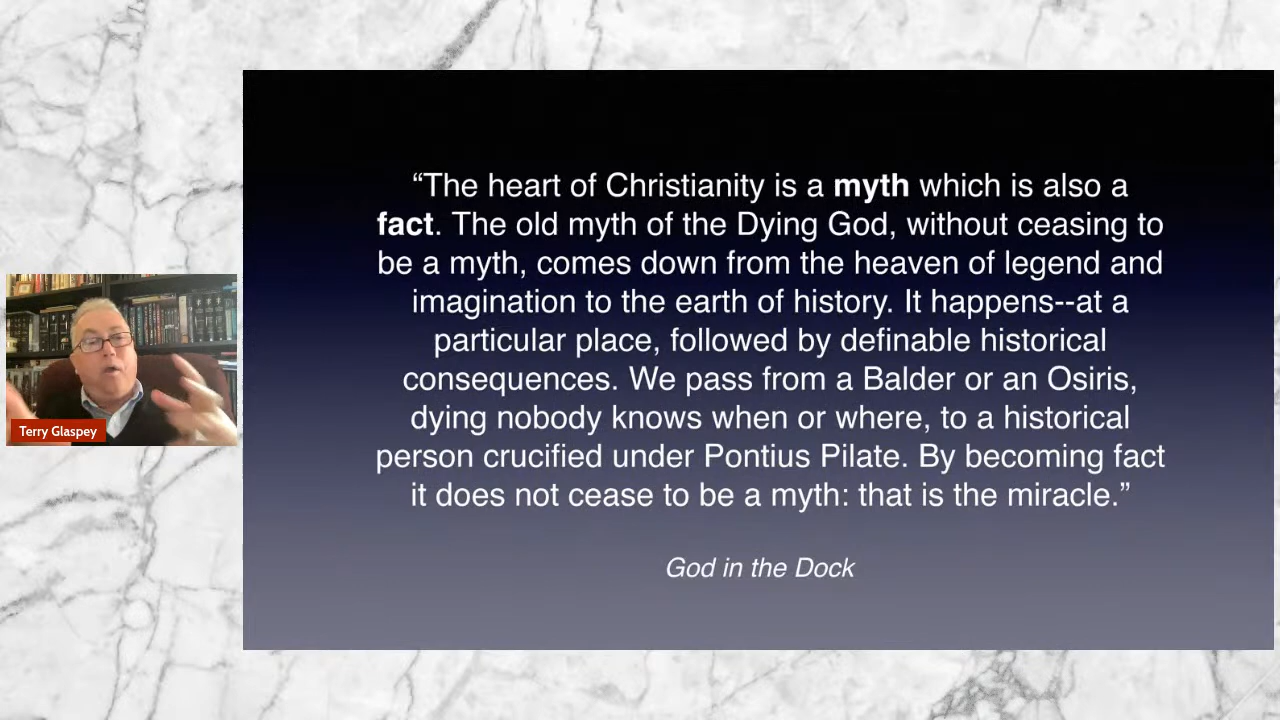 “The heart of Christianity is a myth which is also a
fact. The old myth of the Dying God, without ceasing to
be a myth, comes down from the heaven of legend and
imagination to the earth of history. It happens--at a
particular place, followed by definable historical
consequences. We pass from a Balder or an Osiris,
dying nobody knows when or where, to a historical
person crucified under Pontius Pilate. By becoming fact
it does not cease to be a myth: that is the miracle.”
God in the Dock
Terry Glaspey